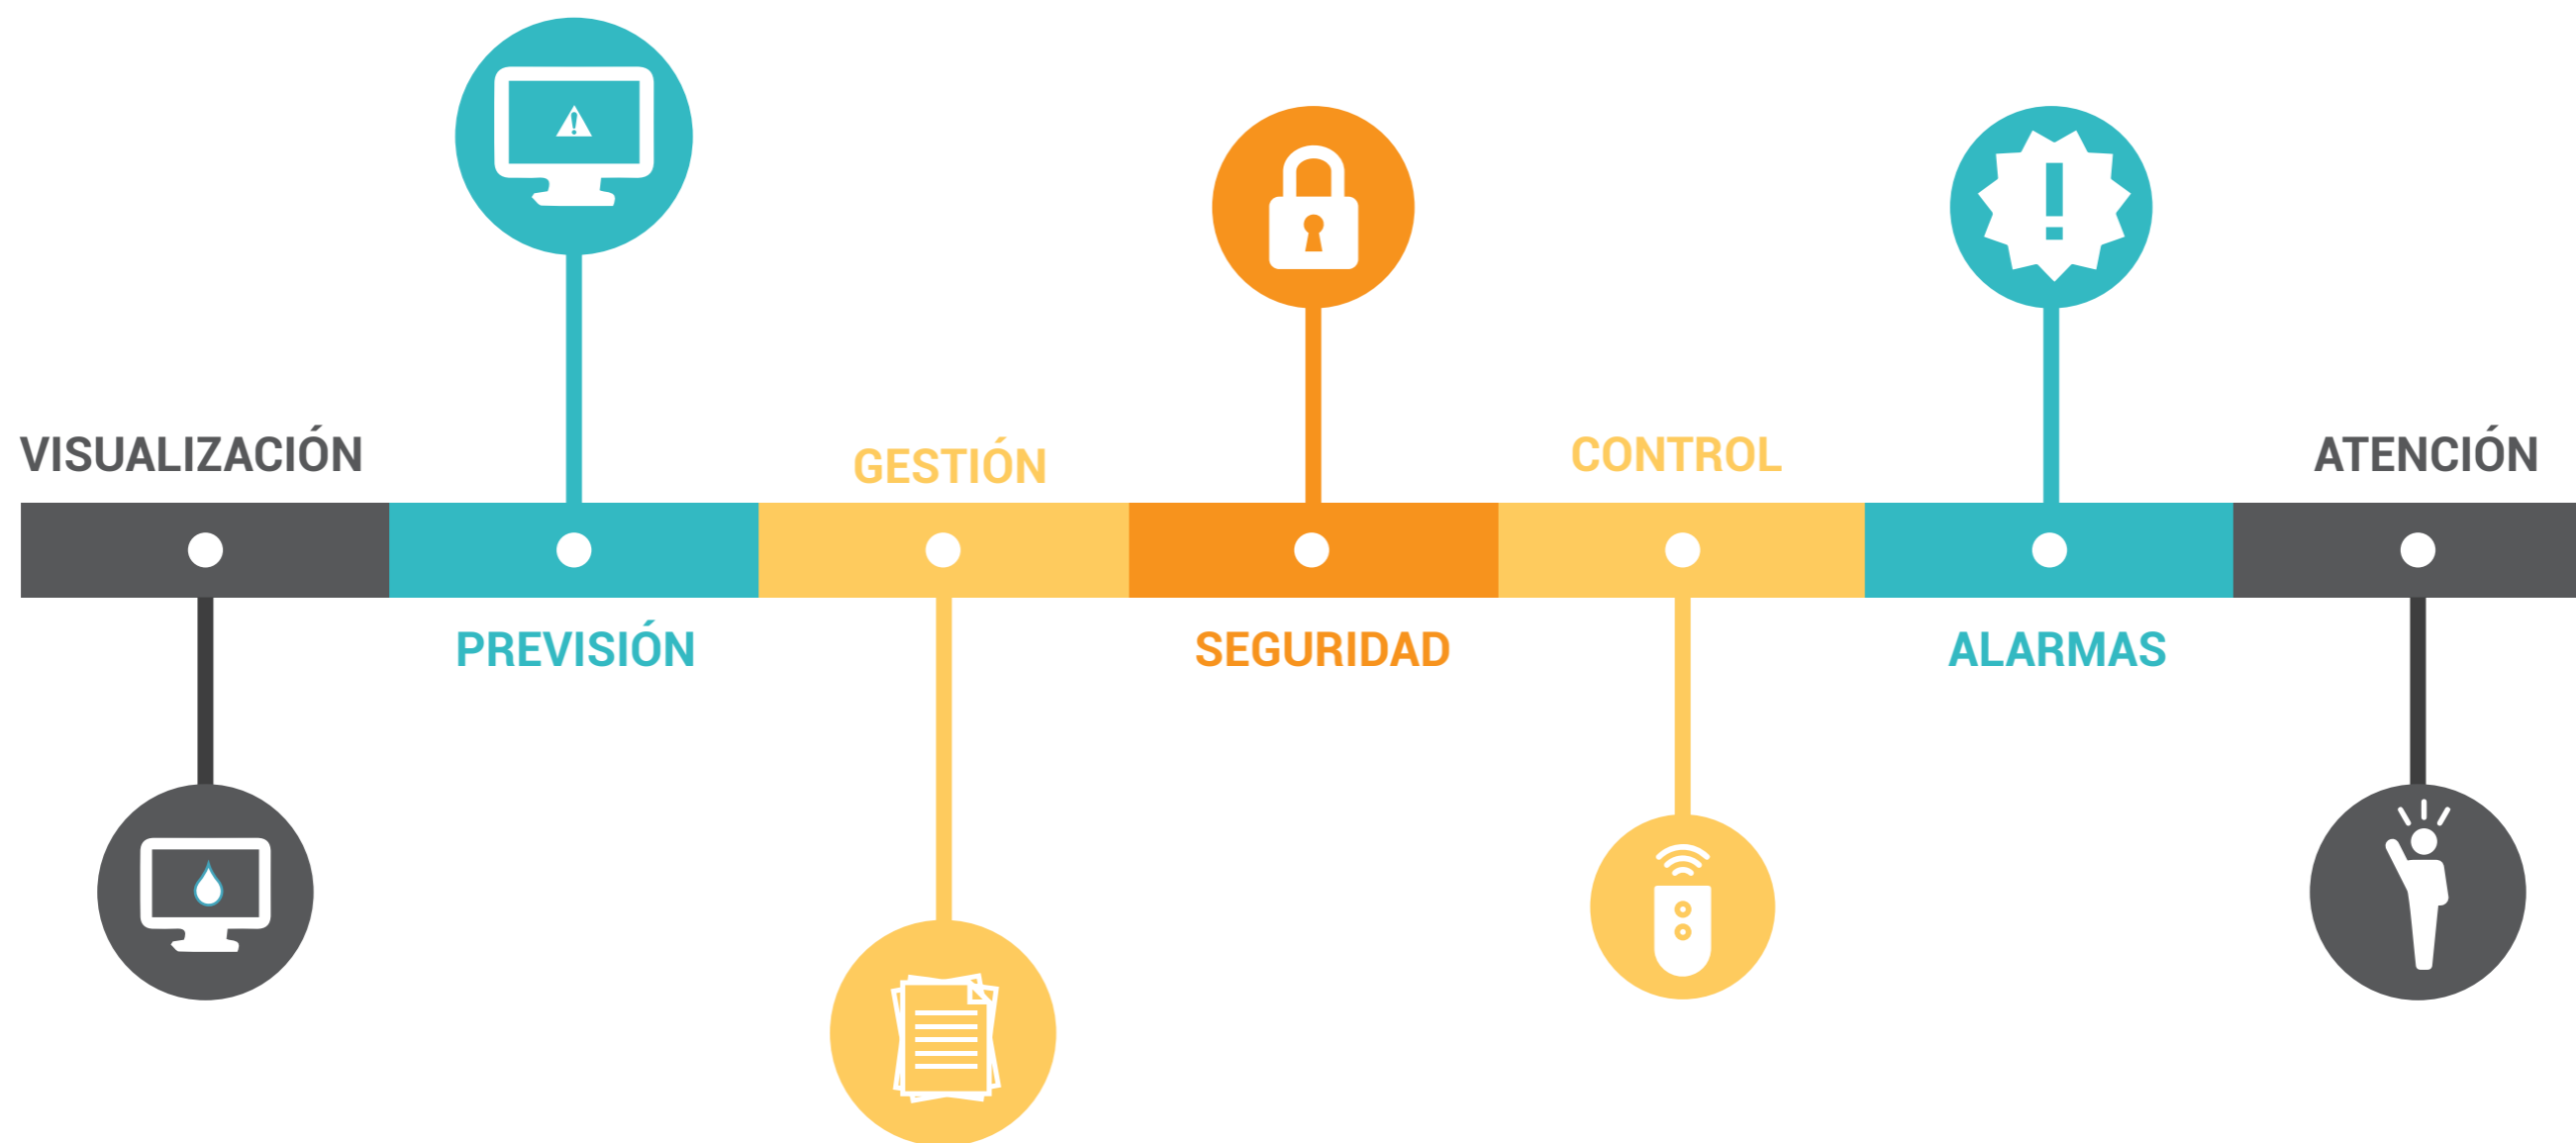 VISUALIZACIÓN
PREVISIÓN
GESTIÓN
SEGURIDAD
CONTROL
ALARMAS
ATENCIÓN